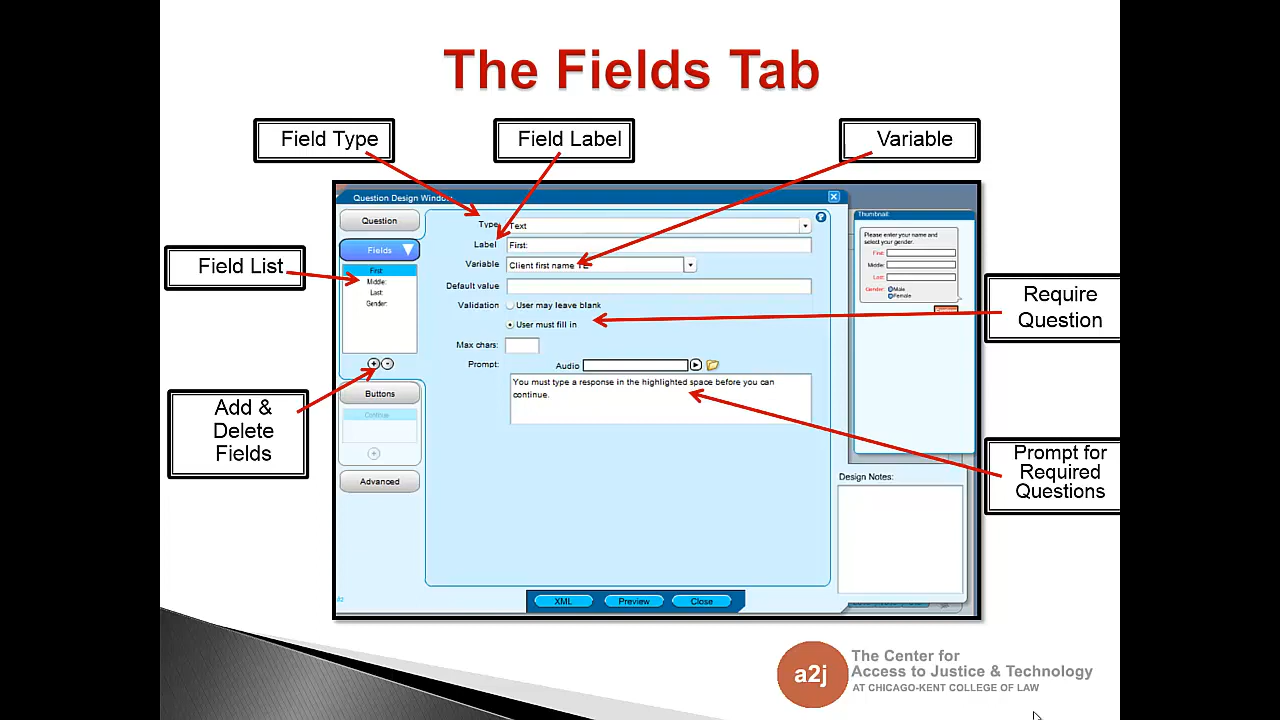 The Fields Tab
Field Type
Field Label
Variable
Question Design Window
Thumbnail:
Question
Type:
Text
Please enter your name and
select your gender.
Label
First:
Fields
First:
Field List
Variable
Client first name TE
Middle:
First:
Last:
Middle:
Male
Last:
Gender:
Female
Gender:
Default value
Require
Question
Validation
User may leave blank
User must fill in
Max chars:
Prompt:
Audio
You must type a response in the highlighted space before you can
continue.
Add &
Delete
Fields
Buttons
Continue
Advanced
Prompt for
Required
Questions
Design Notes:
XML
Preview
Close
a2j
The Center for
Access to Justice & Technology
AT CHICAGO-KENT COLLEGE OF LAW